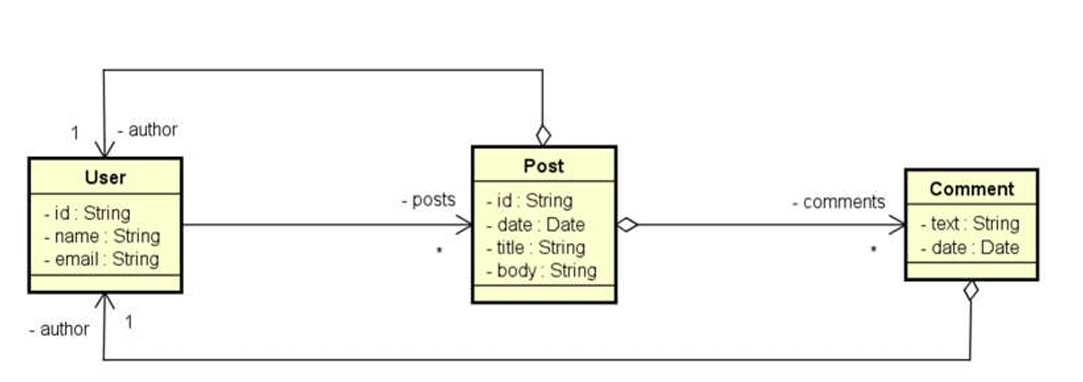 1
- author
User
- id : String
- name : String
- email : String
- posts
*
Post
- id : String
- date : Date
- title : String
- body : String
- comments
*
Comment
- text : String
- date : Date
- author
1